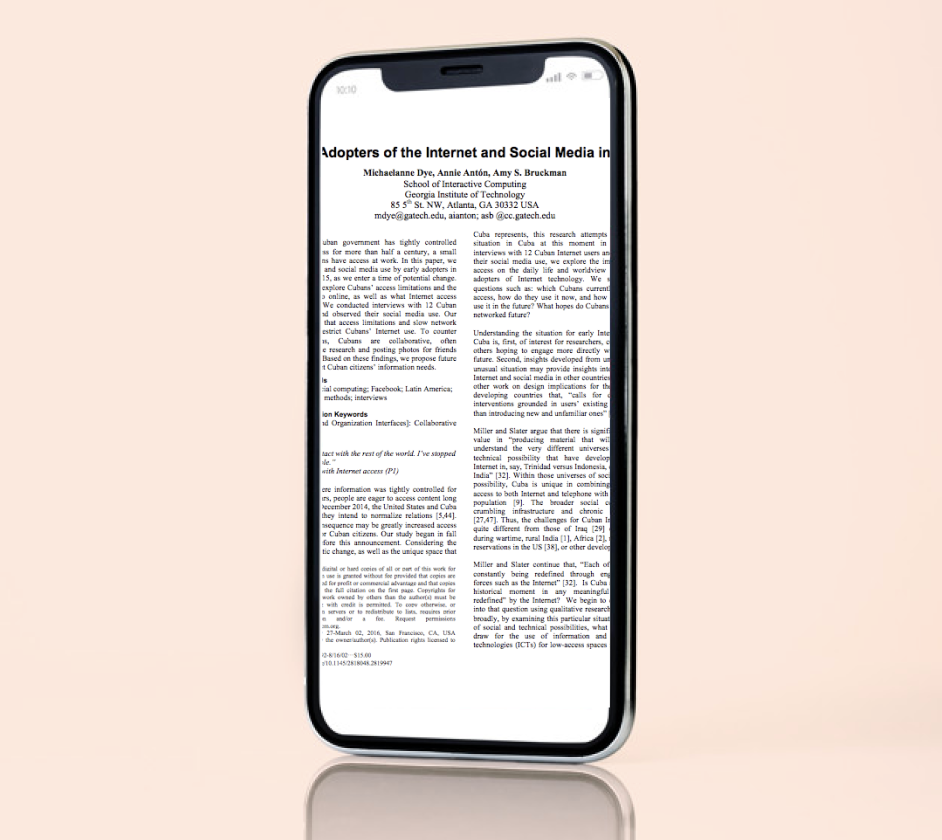 10:10
Adopters of the Internet and Social Media in
Michaelanne Dye, Annie Antón, Amy S. Bruckman
School of Interactive Computing
Georgia Institute of Technology
85 5th St. NW, Atlanta, GA 30332 USA
mdye@gatech.edu, aianton; asb @cc.gatech.edu
uban government has tightly controlled
ss for more than half a century, a small
ns have access at work. In this paper, we
and social media use by early adopters in
15, as we enter a time of potential change.
explore Cubans' access limitations and the
o online, as well as what Internet access
We conducted interviews with 12 Cuban
d observed their social media use. Our
that access limitations and slow network
estrict Cubans' Internet use. To counter
s, Cubans are collaborative, often
e research and posting photos for friends
Based on these findings, we propose future
t Cuban citizens' information needs.
ds
ial computing; Facebook; Latin America;
methods; interviews
ion Keywords
nd Organization Interfaces]: Collaborative
tact with the rest of the world. I've stopped
le."
with Internet access (P1)
ere information was tightly controlled for
rs, people are eager to access content long
December 2014, the United States and Cuba
they intend to normalize relations [5,44].
nsequence may be greatly increased access
r Cuban citizens. Our study began in fall
fore this announcement. Considering the
tic change, as well as the unique space that
digital or hard copies of all or part of this work for
use is granted without fee provided that copies are
d for profit or commercial advantage and that copies
the full citation on the first page. Copyrights for
work owned by others than the author(s) must be
with credit is permitted. To copy otherwise, or
n servers or to redistribute to lists, requires prior
n and/or a fee. Request permissions
m.org.
27-March 02, 2016, San Francisco, CA, USA
the owner/author(s). Publication rights licensed to
0-8/16/02 $15.00
/10.1145/2818048.2819947
Cuba represents, this research attempts
situation in Cuba at this moment in
interviews with 12 Cuban Internet users an
their social media use, we explore the im
access on the daily life and worldview
adopters of Internet technology. We s
questions such as: which Cubans current
access, how do they use it now, and how
use it in the future? What hopes do Cubans
networked future?
Understanding the situation for early Inte
Cuba is, first, of interest for researchers, c
others hoping to engage more directly w
future. Second, insights developed from un
unusual situation may provide insights into
Internet and social media in other countries
other work on design implications for th
developing countries that, "calls for c
interventions grounded in users' existing
than introducing new and unfamiliar ones" [
Miller and Slater argue that there is signifi
value in "producing material that will
understand the very different universes
technical possibility that have develop
Internet in, say, Trinidad versus Indonesia,
India" [32]. Within those universes of soci
possibility, Cuba is unique in combining
access to both Internet and telephone with
population [9]. The broader social c
crumbling infrastructure and chronic
[27,47]. Thus, the challenges for Cuban In
quite different from those of Iraq [29]
during wartime, rural India [1], Africa [2],
reservations in the US [38], or other develop
Miller and Slater continue that, "Each of
constantly being redefined through eng
forces such as the Internet" [32]. Is Cuba
historical moment in any meaningful
redefined" by the Internet? We begin to
into that question using qualitative research
broadly, by examining this particular situat
of social and technical possibilities, what
draw for the use of information and
technologies (ICTs) for low-access spaces